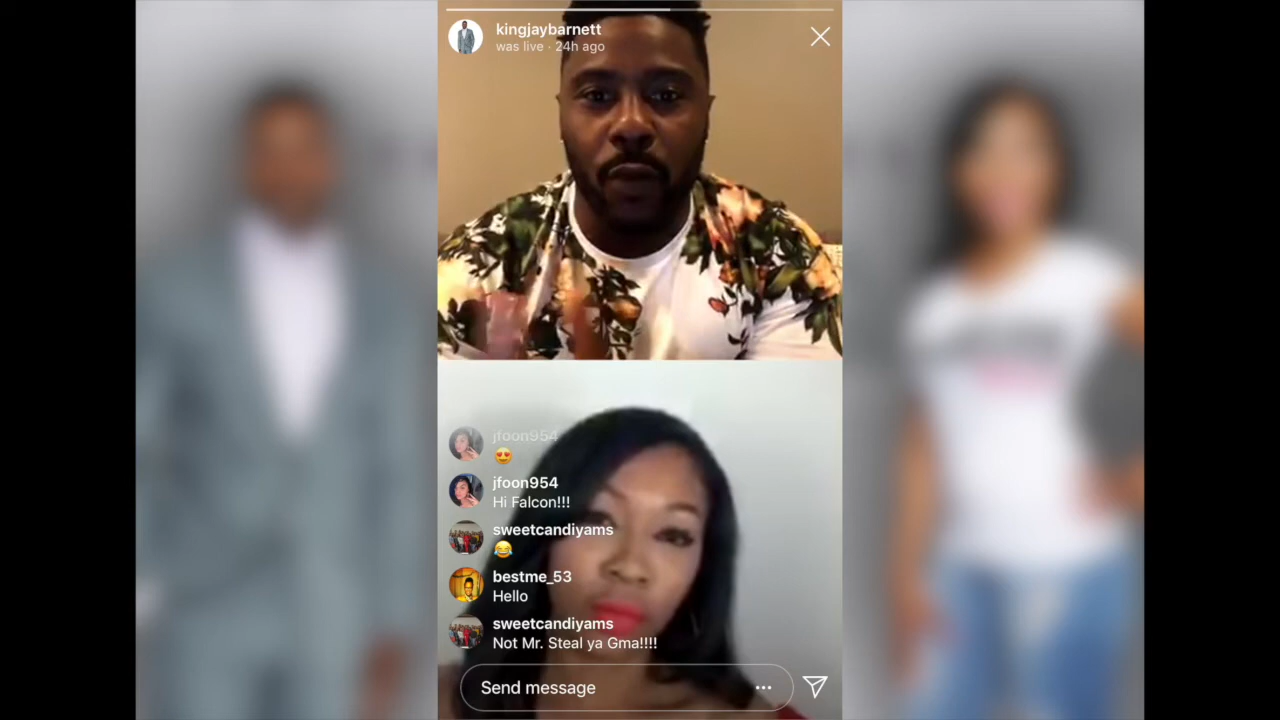 kingjaybarnett
was live · 24h ago
jfoon954
😍
jfoon954
Hi Falcon!!!
sweetcandiyams
😂
bestme_53
Hello
sweetcandiyams
Not Mr. Steal ya Gma!!!!
Send message